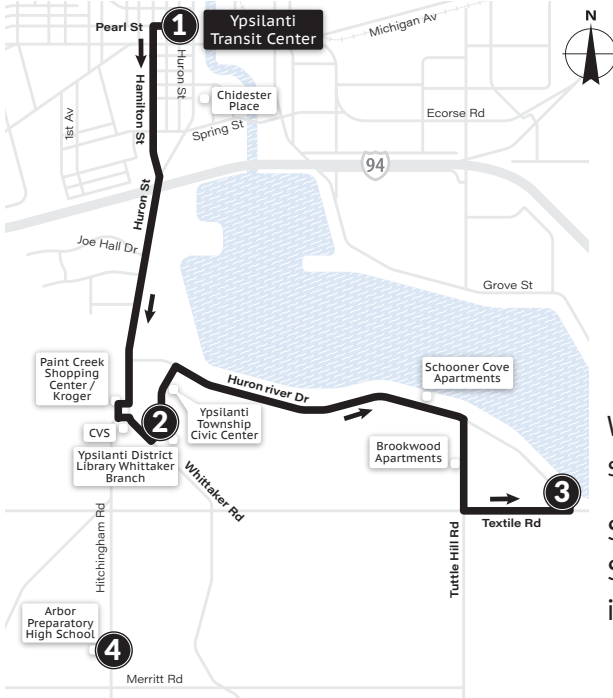 Pearl St
1
Ypsilanti
Transit Center
Michigan Av
N
Huron St
Hamilton St
1st Av
Chidester
Place
Spring St
Ecorse Rd
94
Huron St
Joe Hall Dr
Grove St
Paint Creek
Shopping
Center /
Kroger
Huron river Dr
Schooner Cove
Apartments
CVS
2
Ypsilanti
Township
Civic Center
Brookwood
Apartments
Ypsilanti District
Library Whittaker
Branch
Whittaker Rd
3
Textile Rd
Hitchingham Rd
Tuttle Hill Rd
Arbor
Preparatory
High School
4
Merritt Rd